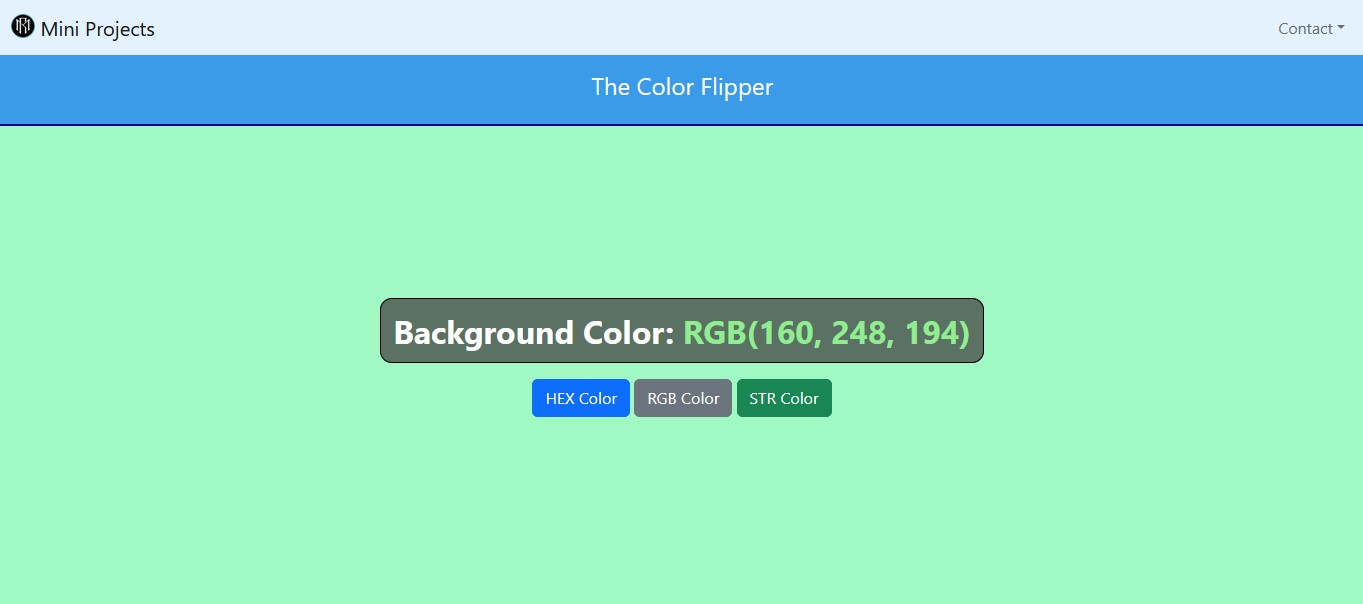 Mini Projects
Contact
The Color Flipper
Background Color: RGB(160, 248, 194)
HEX Color RGB Color STR Color